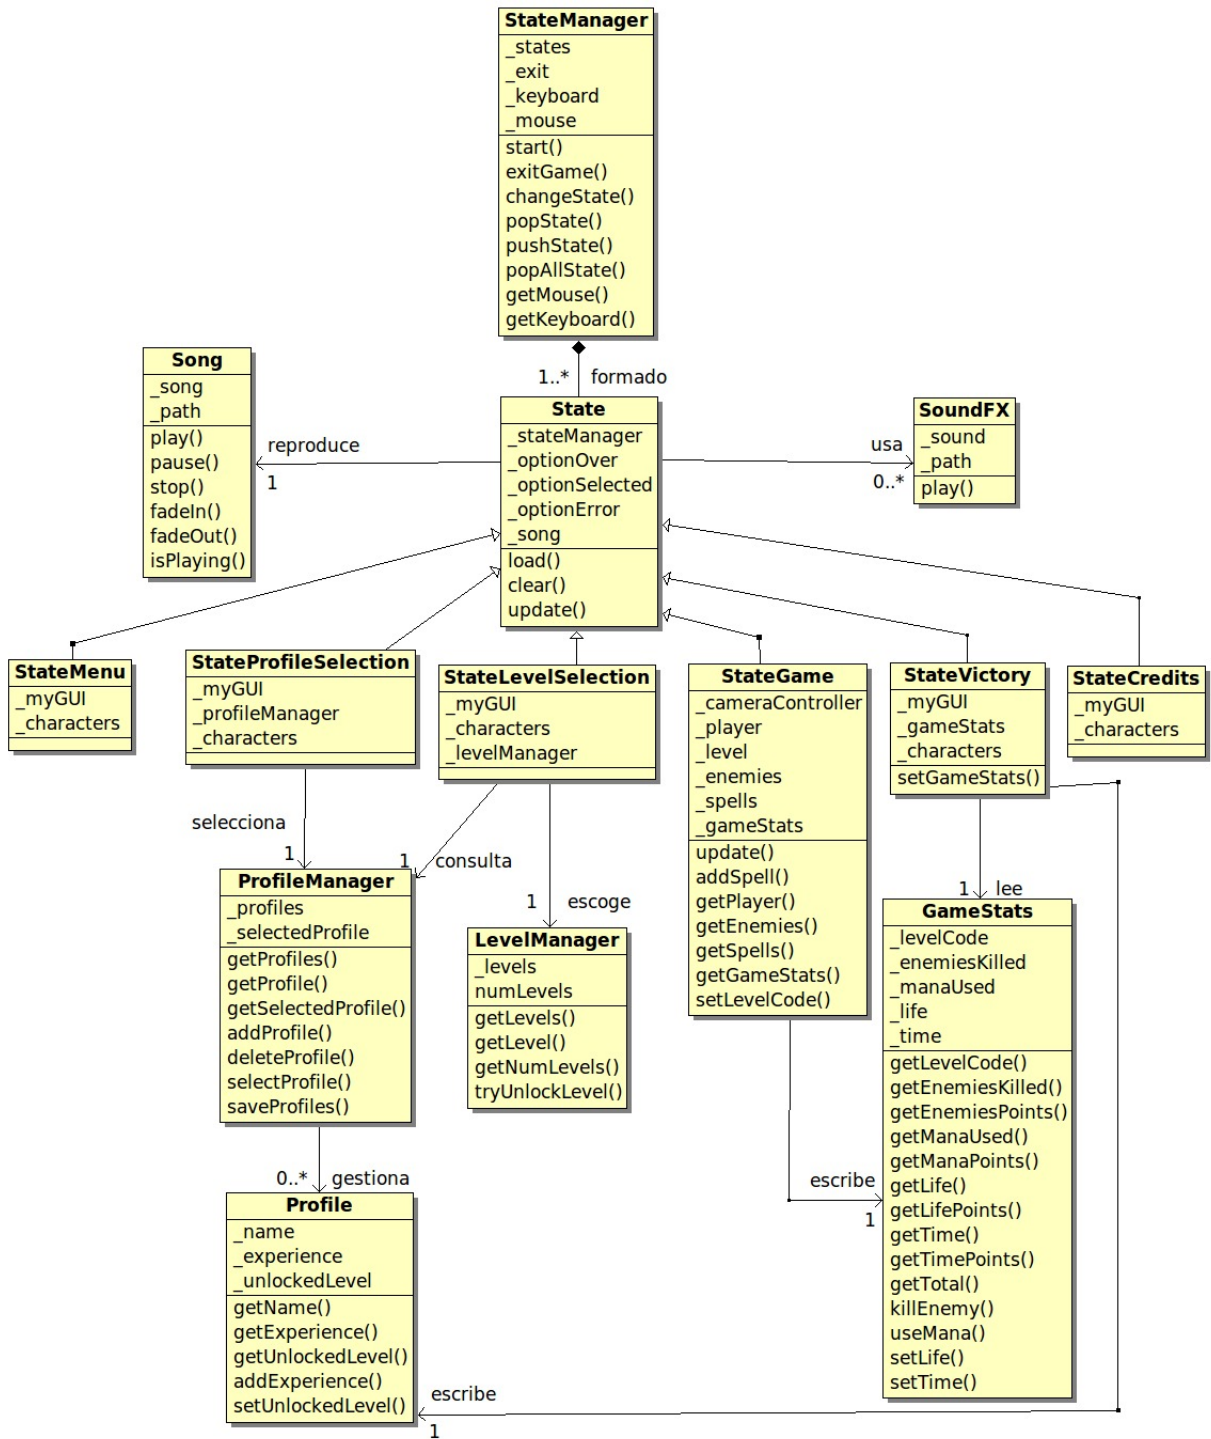 StateManager
_states
_exit
_keyboard
_mouse
start()
exitGame()
changeState()
popState()
pushState()
popAllState()
getMouse()
getKeyboard()
1..* formado
Song
_song
_path
play()
pause()
stop()
fadeIn()
fadeOut()
isPlaying()
reproduce
1
State
_stateManager
_optionOver
_optionSelected
_optionError
_song
load()
clear()
update()
usa
0..*
SoundFX
_sound
_path
play()
StateMenu
_myGUI
_characters
StateProfileSelection
_myGUI
_profileManager
_characters
StateLevelSelection
_myGUI
_characters
_levelManager
StateGame
_cameraController
_player
_level
_enemies
_spells
_gameStats
update()
addSpell()
getPlayer()
getEnemies()
getSpells()
getGameStats()
setLevelCode()
StateVictory
_myGUI
_gameStats
_characters
setGameStats()
StateCredits
_myGUI
_characters
selecciona
1
1 consulta
1 escoge
1 lee
ProfileManager
_profiles
_selectedProfile
getProfiles()
getProfile()
getSelectedProfile()
addProfile()
deleteProfile()
selectProfile()
saveProfiles()
LevelManager
_levels
numLevels
getLevels()
getLevel()
getNumLevels()
tryUnlockLevel()
GameStats
_levelCode
_enemiesKilled
_manaUsed
_life
_time
getLevelCode()
getEnemiesKilled()
getEnemiesPoints()
getManaUsed()
getManaPoints()
getLife()
getLifePoints()
getTime()
getTimePoints()
getTotal()
killEnemy()
useMana()
setLife()
setTime()
escribe
1
0..* gestiona
Profile
_name
_experience
_unlockedLevel
getName()
getExperience()
getUnlockedLevel()
addExperience()
setUnlockedLevel()
escribe
1